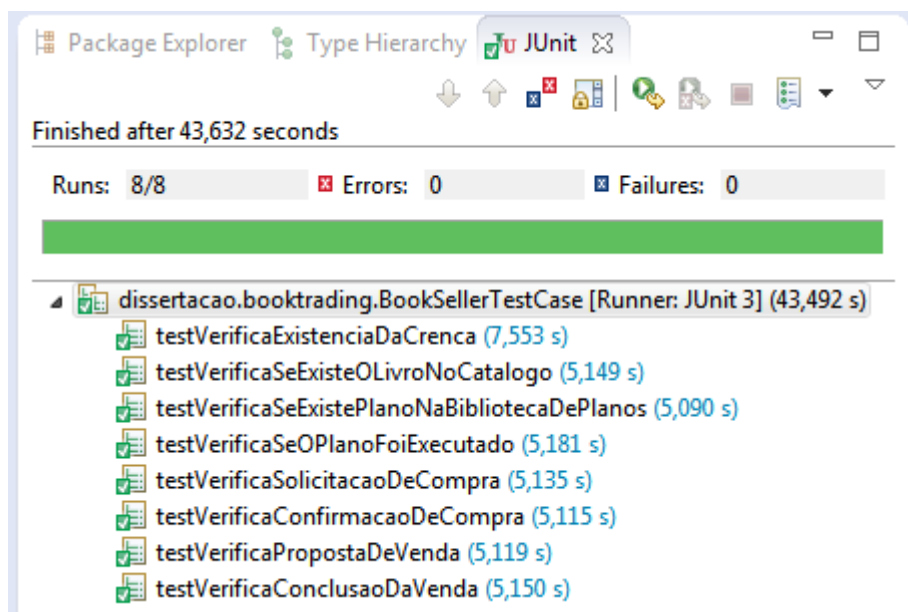 Package Explorer Type Hierarchy JUnit
Finished after 43,632 seconds
Runs: 8/8 Errors: 0 Failures: 0
dissertacao.booktrading.BookSellerTestCase [Runner: JUnit 3] (43,492 s)
testVerificaExistenciaDaCrenca (7,553 s)
testVerificaSeExisteOLivroNoCatalogo (5,149 s)
testVerificaSeExistePlanoNaBibliotecaDePlanos (5,090 s)
testVerificaSeOPlanoFoiExecutado (5,181 s)
testVerificaSolicitacaoDeCompra (5,135 s)
testVerificaConfirmacaoDeCompra (5,115 s)
testVerificaPropostaDeVenda (5,119 s)
testVerificaConclusaoDaVenda (5,150 s)